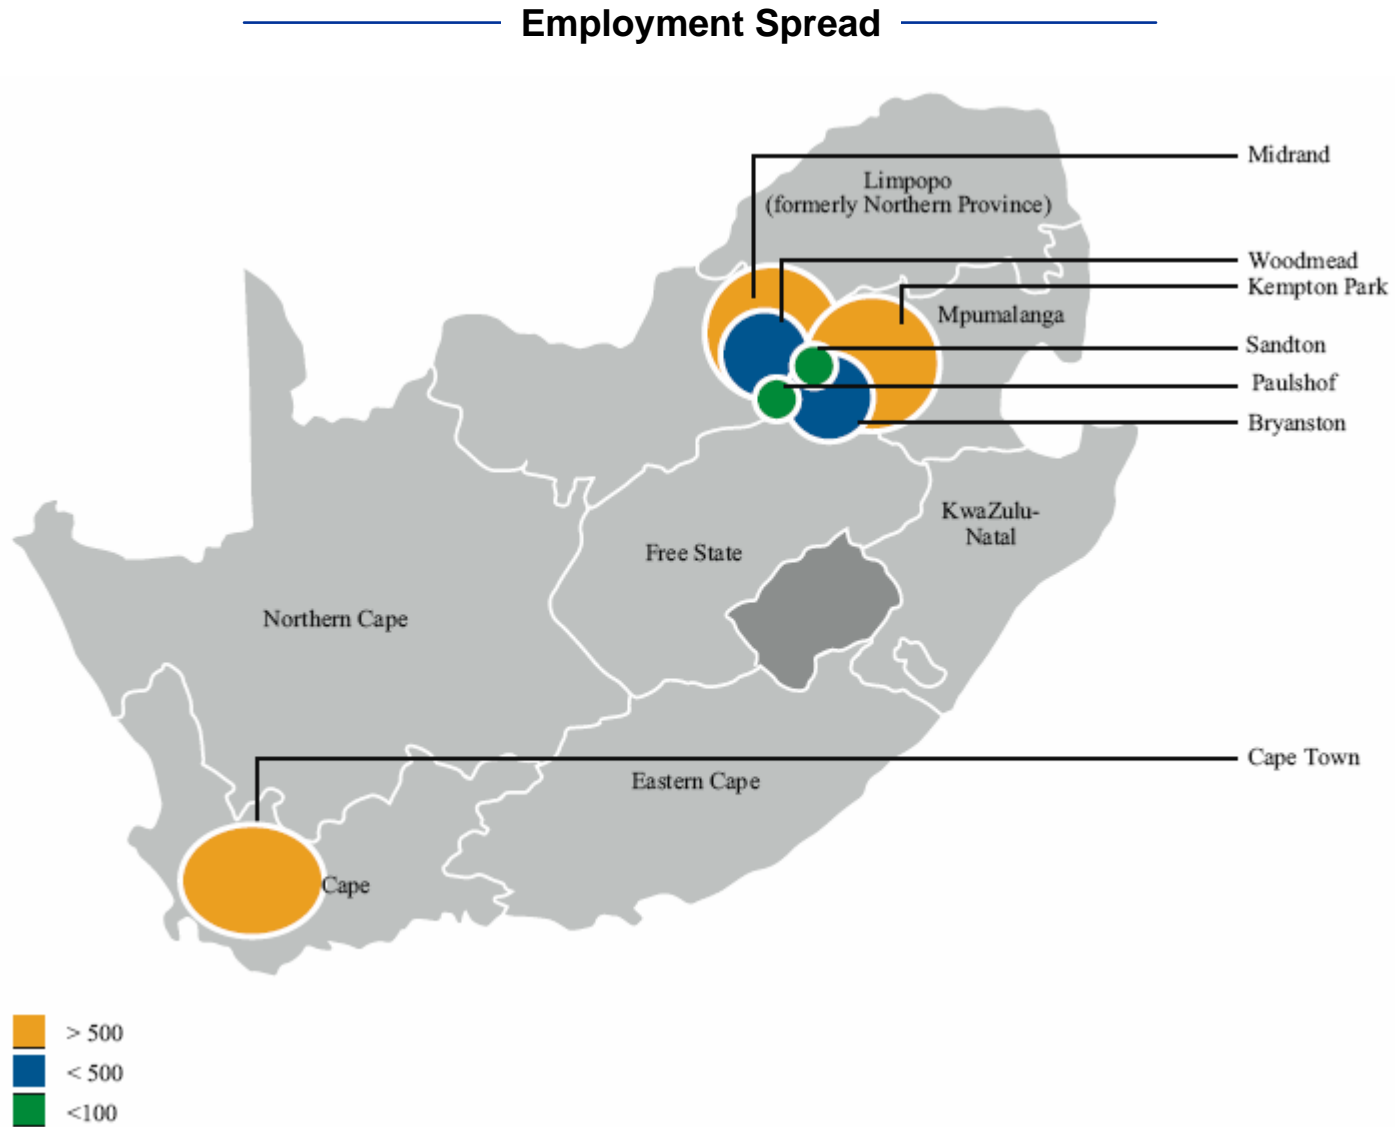 Employment Spread
Midrand
Limpopo
(formerly Northern Province)
Woodmead
Kempton Park
Mpumalanga
Sandton
Paulshof
Bryanston
KwaZulu-
Natal
Free State
Northern Cape
Cape Town
Eastern Cape
Cape
> 500
< 500
<100